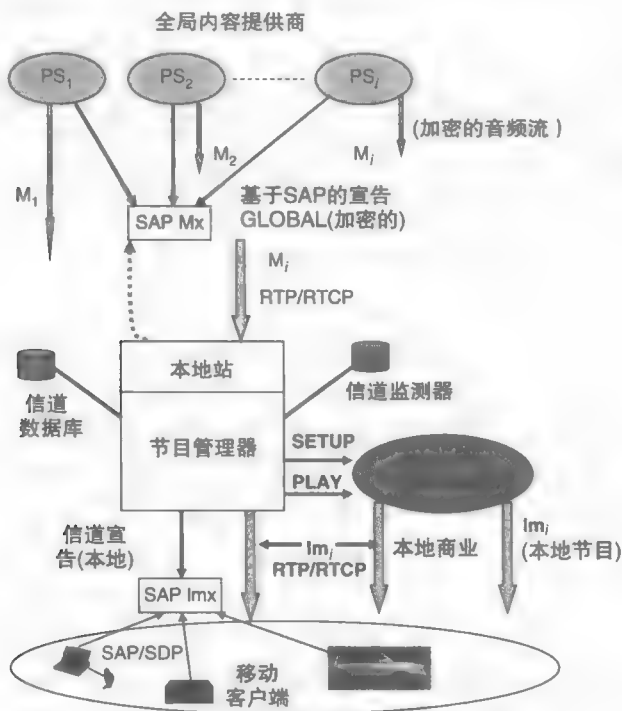 全局内容提供商
PS1
PS2
PSi
(加密的音频流)
M1
M2
Mi
基于SAP的宣告
GLOBAL(加密的)
SAP Mx
Mi
RTP/RTCP
本地站
信道
数据库
信道监测器
节目管理器
SETUP
PLAY
信道宣
告(本地)
Imi
RTP/RTCP
本地商业
Imi
(本地节目)
SAP Imx
SAP/SDP
移动
客户端